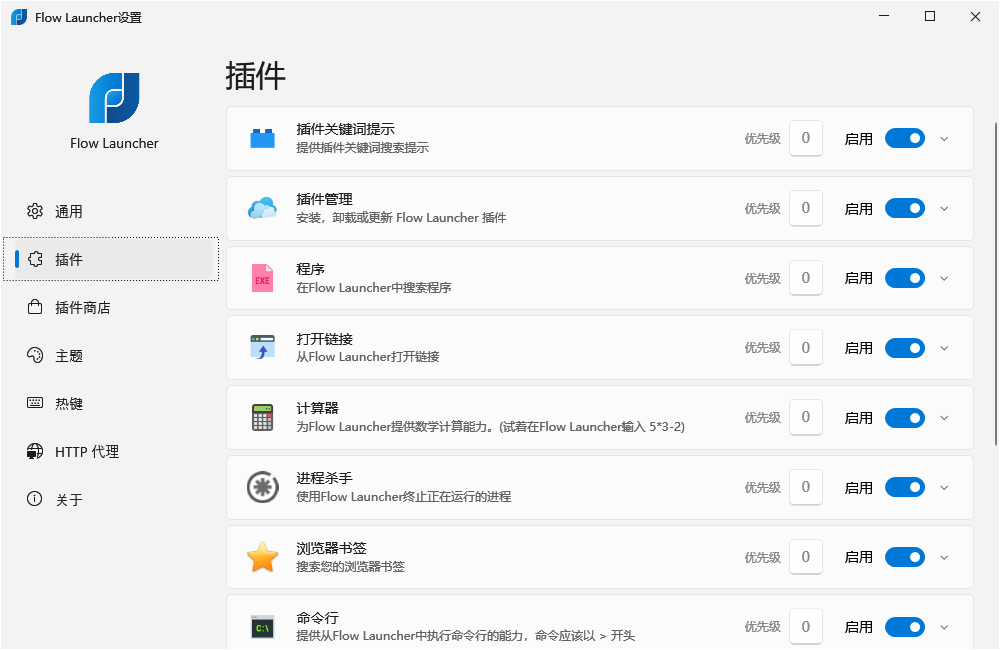 Flow Launcher设置
Flow Launcher
通用
插件
插件商店
主题
热键
HTTP 代理
关于
插件
插件关键词提示
提供插件关键词搜索提示
优先级 0 启用
插件管理
安装，卸载或更新 Flow Launcher 插件
优先级 0 启用
EXE
程序
在Flow Launcher中搜索程序
优先级 0 启用
打开链接
从Flow Launcher打开链接
优先级 0 启用
计算器
为Flow Launcher提供数学计算能力。(试着在Flow Launcher输入 5*3-2)
优先级 0 启用
进程杀手
使用Flow Launcher终止正在运行的进程
优先级 0 启用
浏览器书签
搜索您的浏览器书签
优先级 0 启用
C:\
命令行
提供从Flow Launcher中执行命令行的能力，命令应该以 > 开头
优先级 0 启用